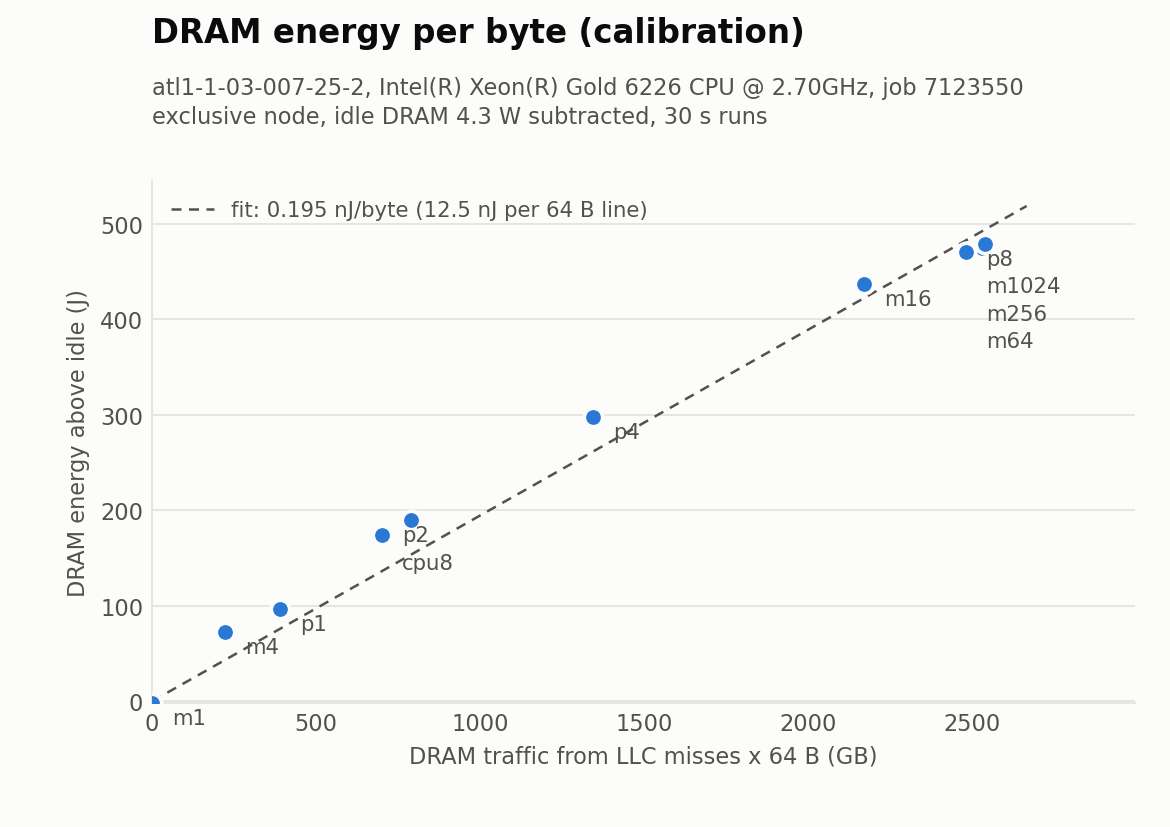 DRAM energy per byte (calibration)
atl1-1-03-007-25-2, Intel(R) Xeon(R) Gold 6226 CPU @ 2.70GHz, job 7123550
exclusive node, idle DRAM 4.3 W subtracted, 30 s runs
fit: 0.195 nJ/byte (12.5 nJ per 64 B line)
500
400
300
200
100
0
DRAM energy above idle (J)
p8
m1024
m256
m64
m16
p4
p2
cpu8
p1
m4
m1
0
500
1000
1500
2000
2500
DRAM traffic from LLC misses x 64 B (GB)